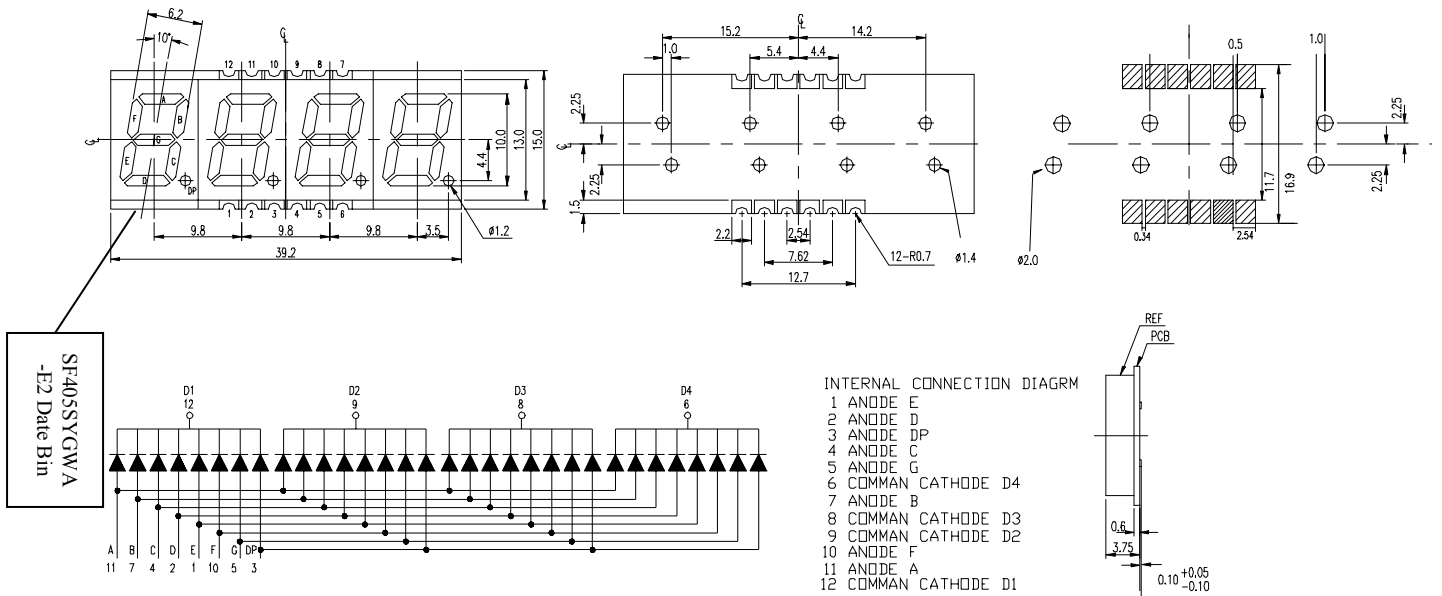 6.2
10°
℄
12 11 10 9 8 7
A
F B
G
E C
D
DP
1 2 3 4 5 6
℄
4.4
10.0
13.0
15.0
9.8 9.8 9.8 3.5
39.2
ø1.2
℄
15.2 14.2
1.0
5.4 4.4
2.25
℄
2.25
1.5
2.2
2.54
7.62
12.7
12-R0.7
ø1.4
0.5
1.0
2.25
2.25
11.7
16.9
ø2.0
0.34
2.54
SF405SYGWA
-E2 Date Bin
D1 D2 D3 D4
12 9 8 6
A B C D E F G DP
11 7 4 2 1 10 5 3
INTERNAL CONNECTION DIAGRM
1 ANODE E
2 ANODE D
3 ANODE DP
4 ANODE C
5 ANODE G
6 COMMAN CATHODE D4
7 ANODE B
8 COMMAN CATHODE D3
9 COMMAN CATHODE D2
10 ANODE F
11 ANODE A
12 COMMAN CATHODE D1
REF
PCB
0.6
3.75
0.10 +0.05
-0.10